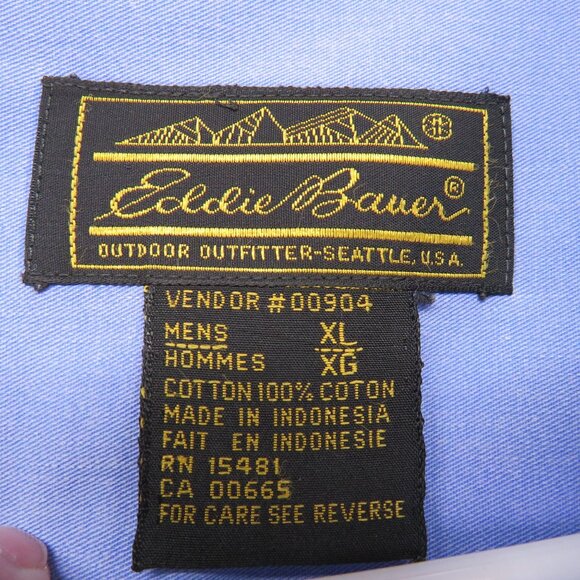 Eddie Bauer®
OUTDOOR OUTFITTER-SEATTLE, U.S.A.
VENDOR #00904
MENS XL
HOMMES XG
COTTON 100% COTON
MADE IN INDONESIA
FAIT EN INDONESIE
RN 15481
CA 00665
FOR CARE SEE REVERSE